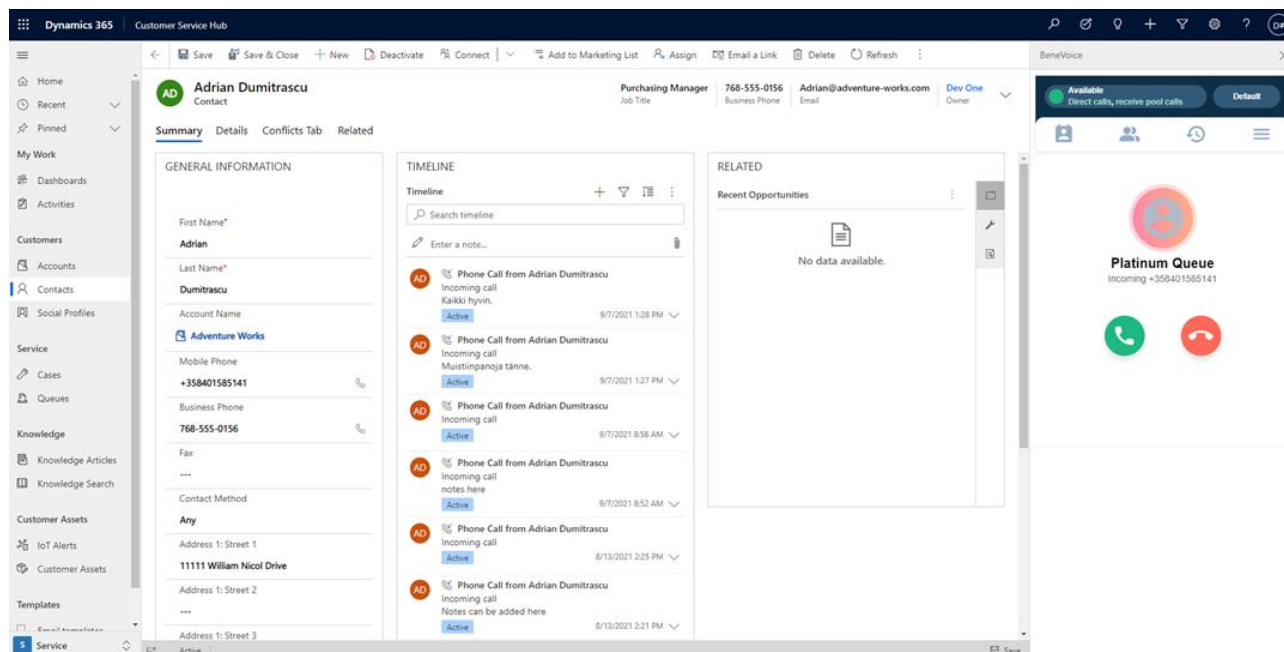 Dynamics 365
Customer Service Hub
Save
Save & Close
New
Deactivate
Connect
Add to Marketing List
Assign
Email a Link
Delete
Refresh
BeneVoice
Home
Recent
Pinned
My Work
Dashboards
Activities
Customers
Accounts
Contacts
Social Profiles
Service
Cases
Queues
Knowledge
Knowledge Articles
Knowledge Search
Customer Assets
IoT Alerts
Customer Assets
Templates
S Service
AD
Adrian Dumitrascu
Contact
Purchasing Manager
Job Title
768-555-0156
Business Phone
Adrian@adventure-works.com
Email
Dev One
Owner
Summary
Details
Conflicts Tab
Related
GENERAL INFORMATION
First Name*
Adrian
Last Name*
Dumitrascu
Account Name
Adventure Works
Mobile Phone
+358401585141
Business Phone
768-555-0156
Fax
---
Contact Method
Any
Address 1: Street 1
11111 William Nicol Drive
Address 1: Street 2
---
Address 1: Street 3
Active
Save
TIMELINE
Timeline
Search timeline
Enter a note...
AD
Phone Call from Adrian Dumitrascu
Incoming call
Kaikki hyvin.
Active
9/7/2021 1:28 PM
AD
Phone Call from Adrian Dumitrascu
Incoming call
Muistiinpanoja tänne.
Active
9/7/2021 1:27 PM
AD
Phone Call from Adrian Dumitrascu
Incoming call
Active
9/7/2021 8:58 AM
AD
Phone Call from Adrian Dumitrascu
Incoming call
notes here
Active
9/7/2021 8:52 AM
AD
Phone Call from Adrian Dumitrascu
Incoming call
Active
8/13/2021 2:25 PM
AD
Phone Call from Adrian Dumitrascu
Incoming call
Notes can be added here
Active
8/13/2021 2:21 PM
RELATED
Recent Opportunities
No data available.
Available
Direct calls, receive pool calls
Default
Platinum Queue
Incoming +358401585141